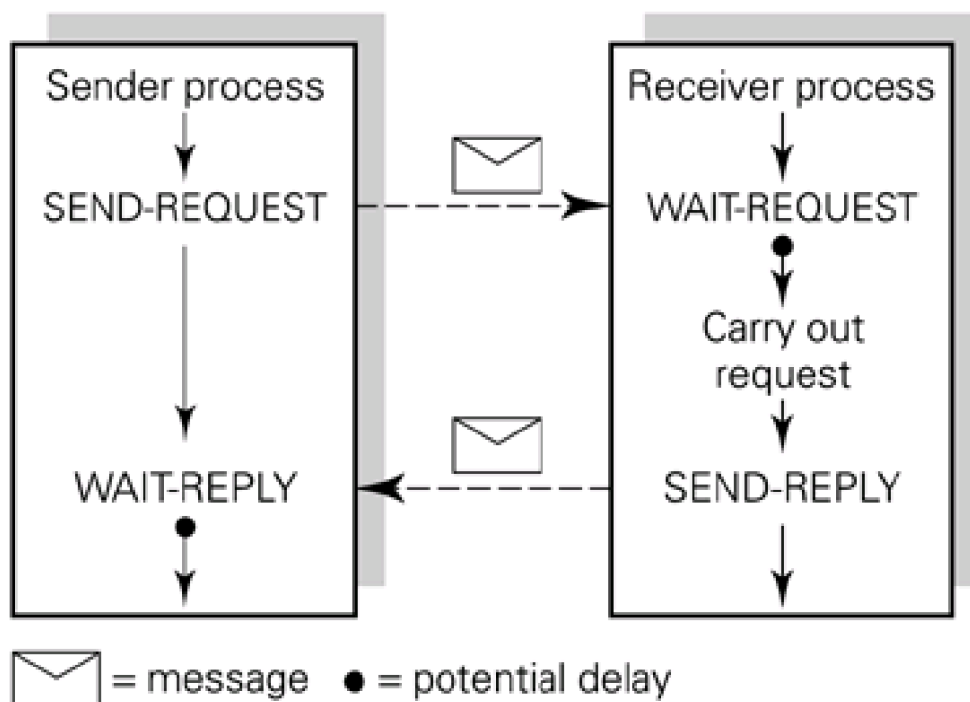 Sender process
SEND-REQUEST
WAIT-REPLY
Receiver process
WAIT-REQUEST
Carry out
request
SEND-REPLY
= message
= potential delay